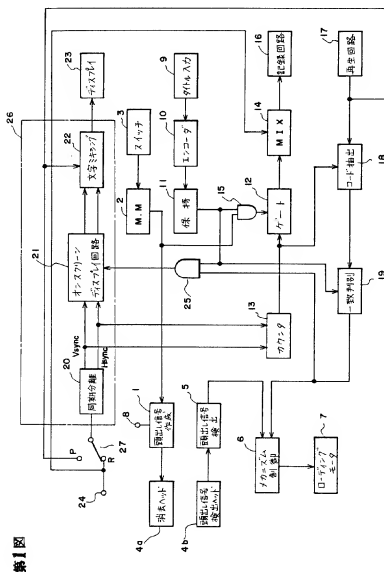 第1図
26
23
ディスプレイ
22
文字ミキシング
21
オンスクリーン
ディスプレイ回路
Vsync
Hsync
20
同期分離
P
R
27
24
3
スイッチ
2
M.M
9
タイトル入力
10
エンコーダ
11
保持
15
16
記録回路
14
MIX
12
ゲート
13
カウンタ
17
再生回路
18
コード抽出
19
一致判別
25
8
1
頭出し信号
作成
消去ヘッド
4a
5
頭出し信号
検出
頭出し信号
検出ヘッド
4b
6
メカニズム
制御
7
ローディング
モータ